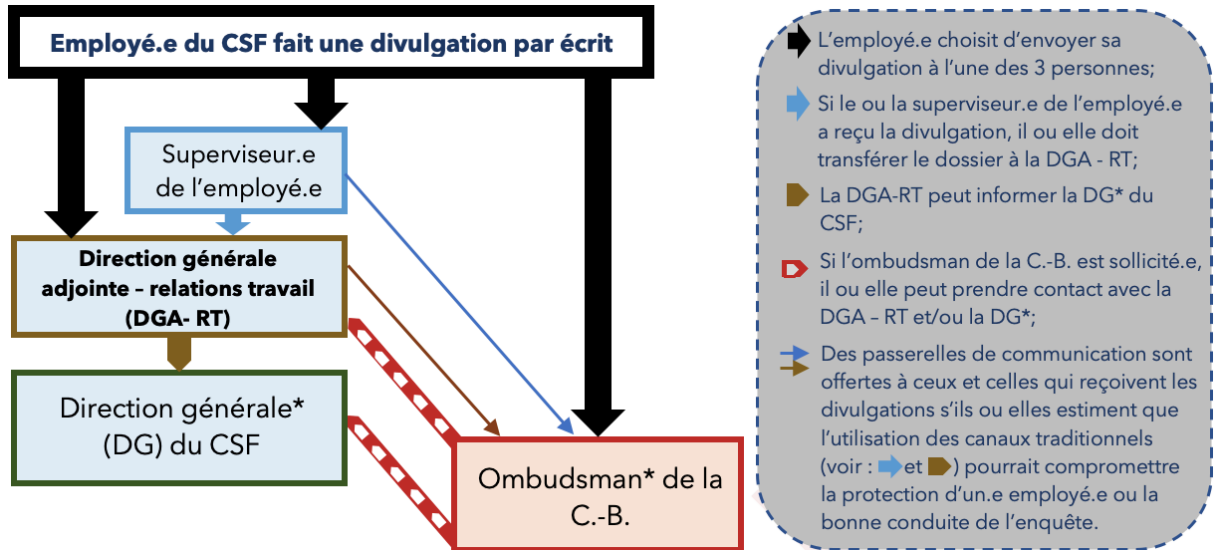 Employé.e du CSF fait une divulgation par écrit
Superviseur.e
de l'employé.e
Direction générale
adjointe – relations travail
(DGA- RT)
Direction générale*
(DG) du CSF
Ombudsman* de la
C.-B.
L'employé.e choisit d'envoyer sa
divulgation à l'une des 3 personnes;
Si le ou la superviseur.e de l'employé.e
a reçu la divulgation, il ou elle doit
transférer le dossier à la DGA - RT;
La DGA-RT peut informer la DG* du
CSF;
Si l'ombudsman de la C.-B. est sollicité.e,
il ou elle peut prendre contact avec la
DGA – RT et/ou la DG*;
Des passerelles de communication sont
offertes à ceux et celles qui reçoivent les
divulgations s'ils ou elles estiment que
l'utilisation des canaux traditionnels
(voir : et ) pourrait compromettre
la protection d'un.e employé.e ou la
bonne conduite de l'enquête.